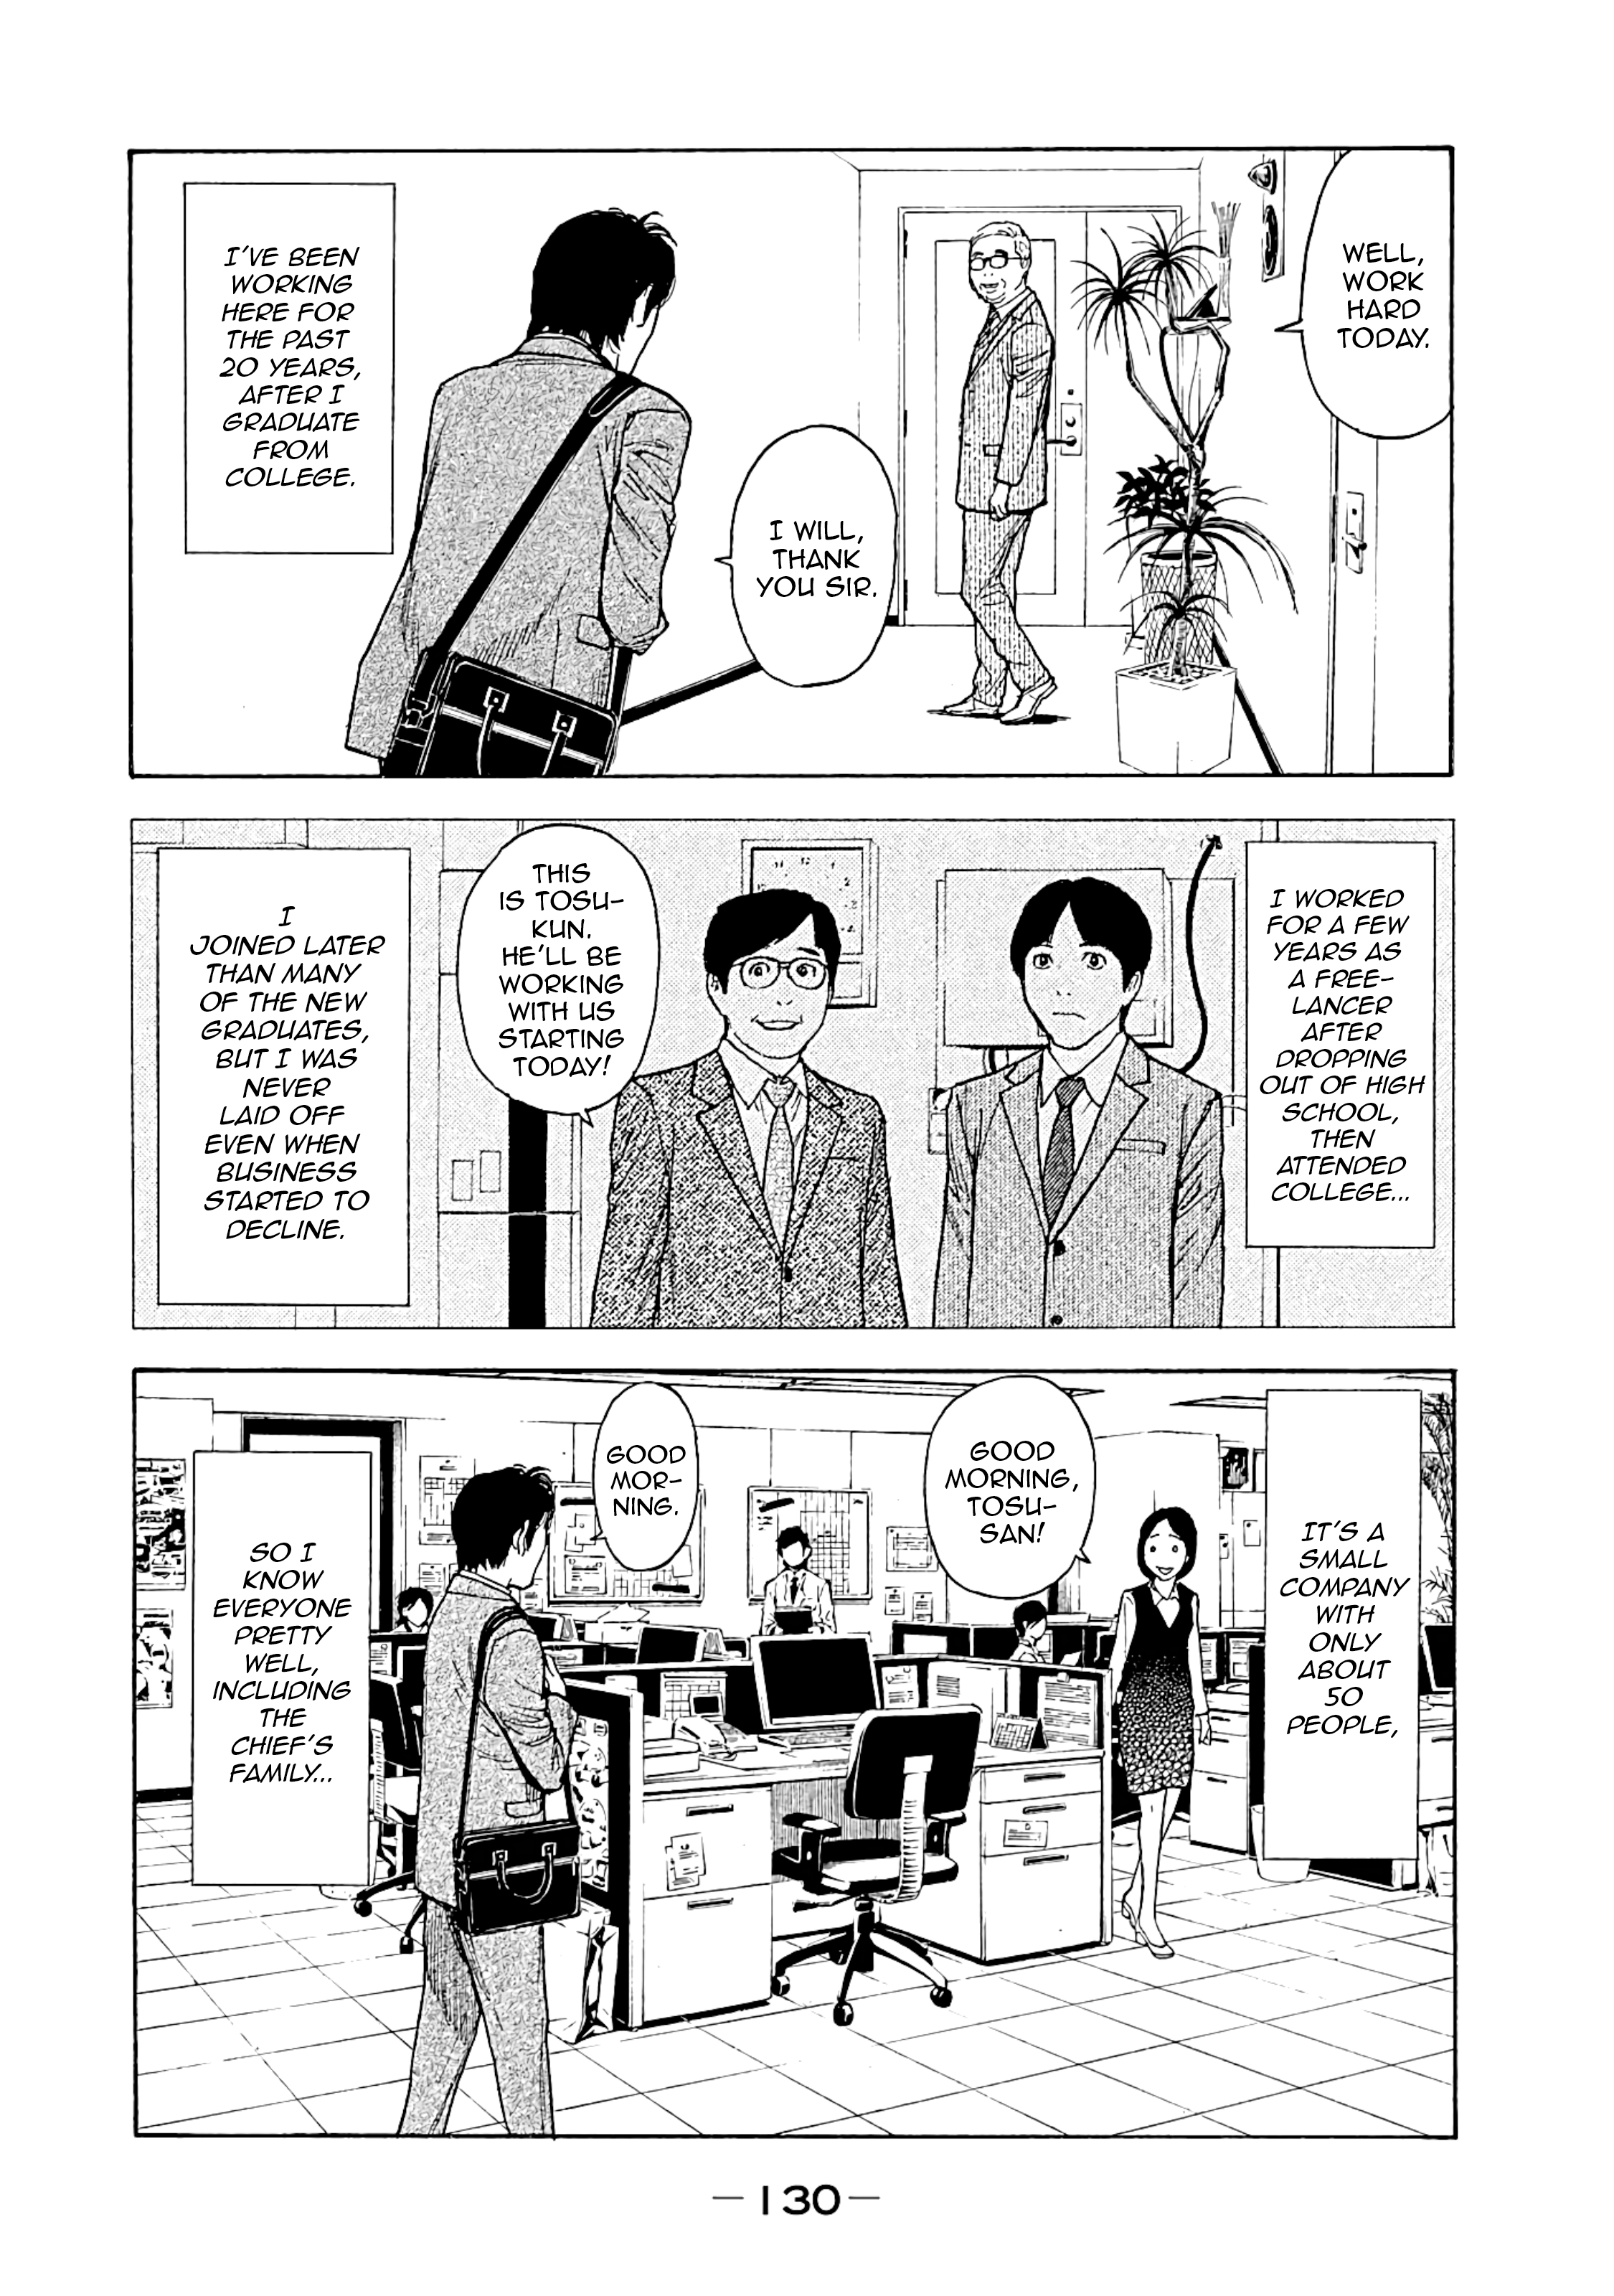 WELL,
WORK
HARD
TODAY.
I WILL,
THANK
YOU SIR.
I'VE BEEN
WORKING
HERE FOR
THE PAST
20 YEARS,
AFTER I
GRADUATE
FROM
COLLEGE.
I WORKED
FOR A FEW
YEARS AS
A FREE-
LANCER
AFTER
DROPPING
OUT OF HIGH
SCHOOL,
THEN
ATTENDED
COLLEGE...
THIS
IS TOSU-
KUN.
HE'LL BE
WORKING
WITH US
STARTING
TODAY!
I
JOINED LATER
THAN MANY
OF THE NEW
GRADUATES,
BUT I WAS
NEVER
LAID OFF
EVEN WHEN
BUSINESS
STARTED TO
DECLINE.
IT'S A
SMALL
COMPANY
WITH
ONLY
ABOUT
50
PEOPLE,
GOOD
MORNING,
TOSU-
SAN!
GOOD
MOR-
NING.
SO I
KNOW
EVERYONE
PRETTY
WELL,
INCLUDING
THE
CHIEF'S
FAMILY...
— 130 —